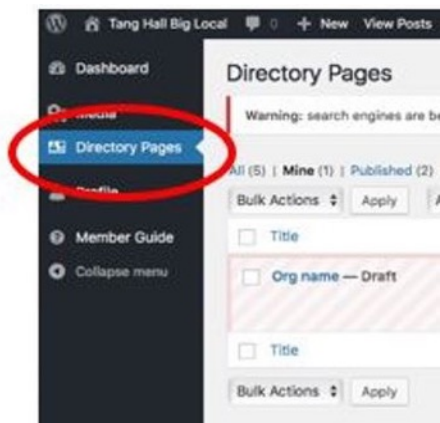 Tang Hall Big Local 0 + New View Posts
Dashboard
Media
Directory Pages
Profile
Member Guide
Collapse menu
Directory Pages
Warning: search engines are be
All (5) | Mine (1) | Published (2)
Bulk Actions Apply
Title
Org name — Draft
Title
Bulk Actions Apply